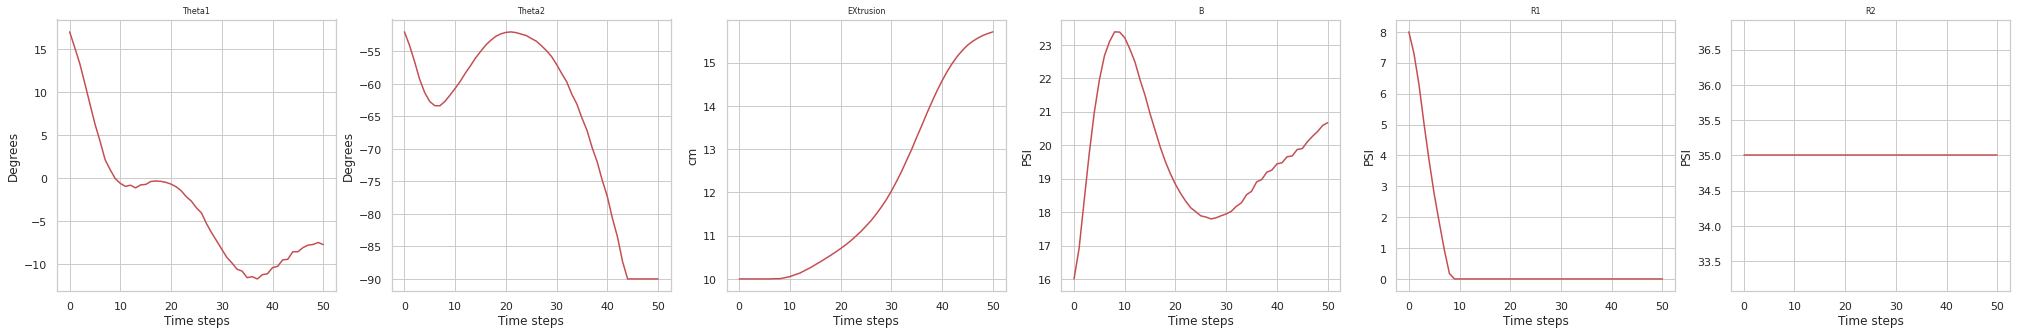 Theta1
Degrees
15
10
5
0
−5
−10
0 10 20 30 40 50
Time steps
Theta2
Degrees
−55
−60
−65
−70
−75
−80
−85
−90
0 10 20 30 40 50
Time steps
EXtrusion
cm
15
14
13
12
11
10
0 10 20 30 40 50
Time steps
B
PSI
23
22
21
20
19
18
17
16
0 10 20 30 40 50
Time steps
R1
PSI
8
7
6
5
4
3
2
1
0
0 10 20 30 40 50
Time steps
R2
PSI
36.5
36.0
35.5
35.0
34.5
34.0
33.5
0 10 20 30 40 50
Time steps